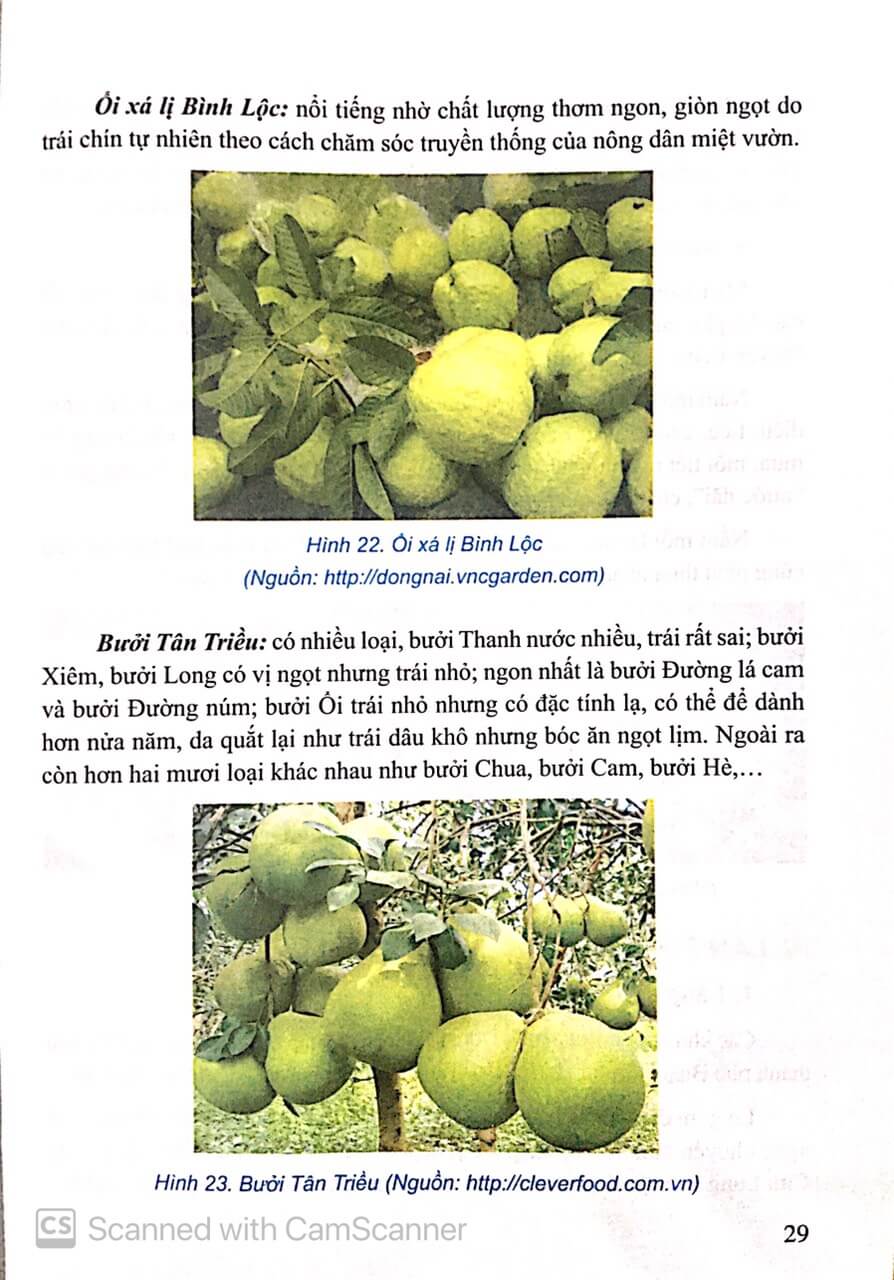 Ổi xá lị Bình Lộc: nổi tiếng nhờ chất lượng thơm ngon, giòn ngọt do
trái chín tự nhiên theo cách chăm sóc truyền thống của nông dân miệt vườn.
Hình 22. Ổi xá lị Bình Lộc
(Nguồn: http://dongnai.vncgarden.com)
Bưởi Tân Triều: có nhiều loại, bưởi Thanh nước nhiều, trái rất sai; bưởi
Xiêm, bưởi Long có vị ngọt nhưng trái nhỏ; ngon nhất là bưởi Đường lá cam
và bưởi Đường núm; bưởi Ổi trái nhỏ nhưng có đặc tính lạ, có thể để dành
hơn nửa năm, da quắt lại như trái dâu khô nhưng bóc ăn ngọt lịm. Ngoài ra
còn hơn hai mươi loại khác nhau như bưởi Chua, bưởi Cam, bưởi Hè,…
Hình 23. Bưởi Tân Triều (Nguồn: http://cleverfood.com.vn)
CS Scanned with CamScanner
29